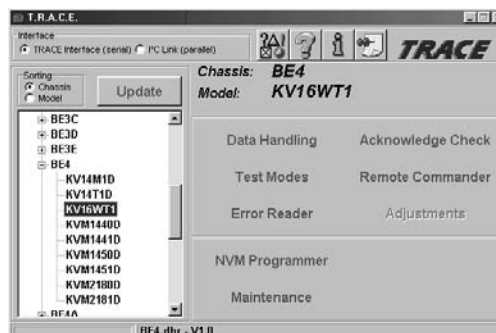 T.R.A.C.E.
Interface
TRACE Interface (serial) PC Link (parallel)
TRACE
Sorting
Chassis
Model
Update
Chassis: BE4
Model: KV16WT1
BE3C
BE3D
BE3E
BE4
KV14M1D
KV14T1D
KV16WT1
KVM1440D
KVM1441D
KVM1450D
KVM1451D
KVM2180D
KVM2181D
BE4A
Data Handling Acknowledge Check
Test Modes Remote Commander
Error Reader Adjustments
NVM Programmer
Maintenance
BE4.dbr - V1.0